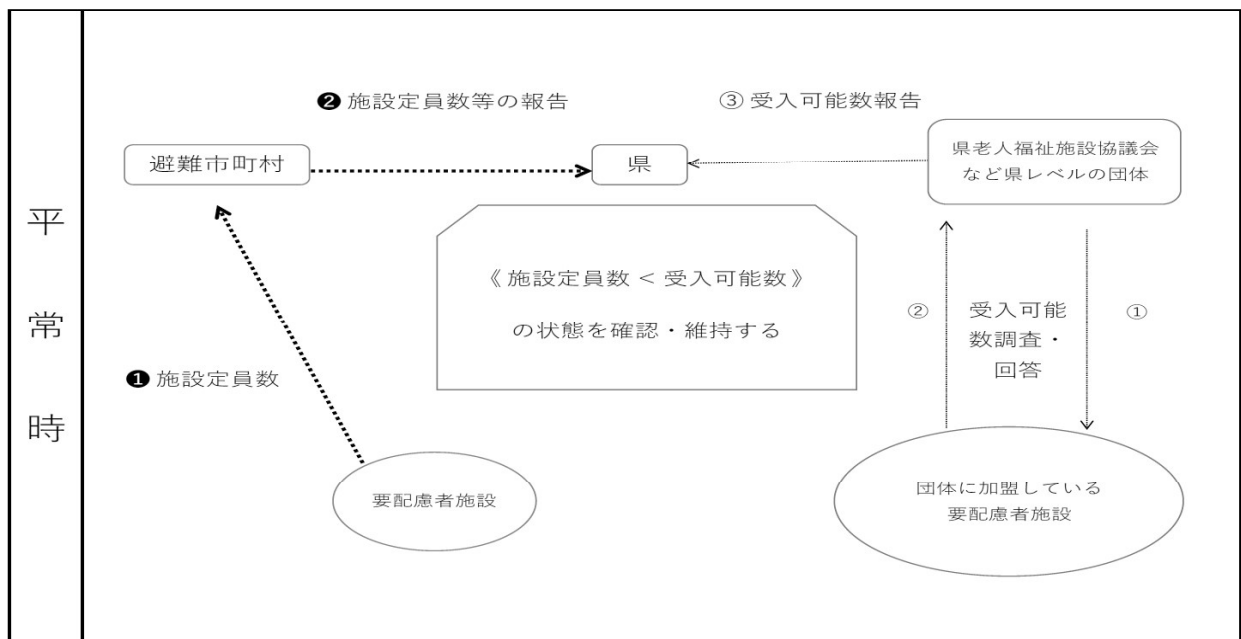 平常時
❷ 施設定員数等の報告
③ 受入可能数報告
避難市町村
県
県老人福祉施設協議会
など県レベルの団体
《 施設定員数 < 受入可能数 》
の状態を確認・維持する
②
受入可能
数調査・
回答
①
❶ 施設定員数
要配慮者施設
団体に加盟している
要配慮者施設